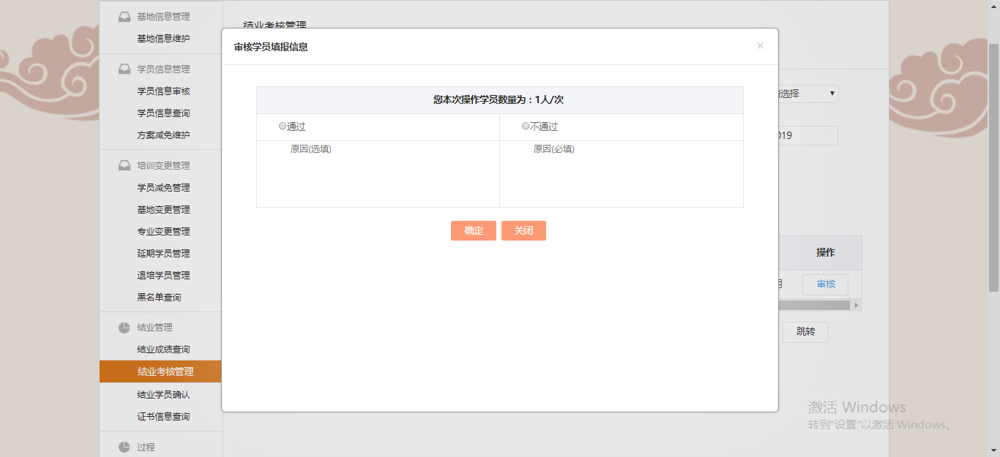 基地信息管理
基地信息维护
学员信息管理
学员信息审核
学员信息查询
方案减免维护
培训变更管理
学员减免管理
基地变更管理
专业变更管理
延期学员管理
退培学员管理
黑名单查询
结业管理
结业成绩查询
结业考核管理
结业学员确认
证书信息查询
过程
结业考核管理
审核学员填报信息
×
您本次操作学员数量为：1人/次
通过
不通过
原因(选填)
原因(必填)
确定
关闭
选择
019
操作
审核
跳转
激活 Windows
转到"设置"以激活 Windows。